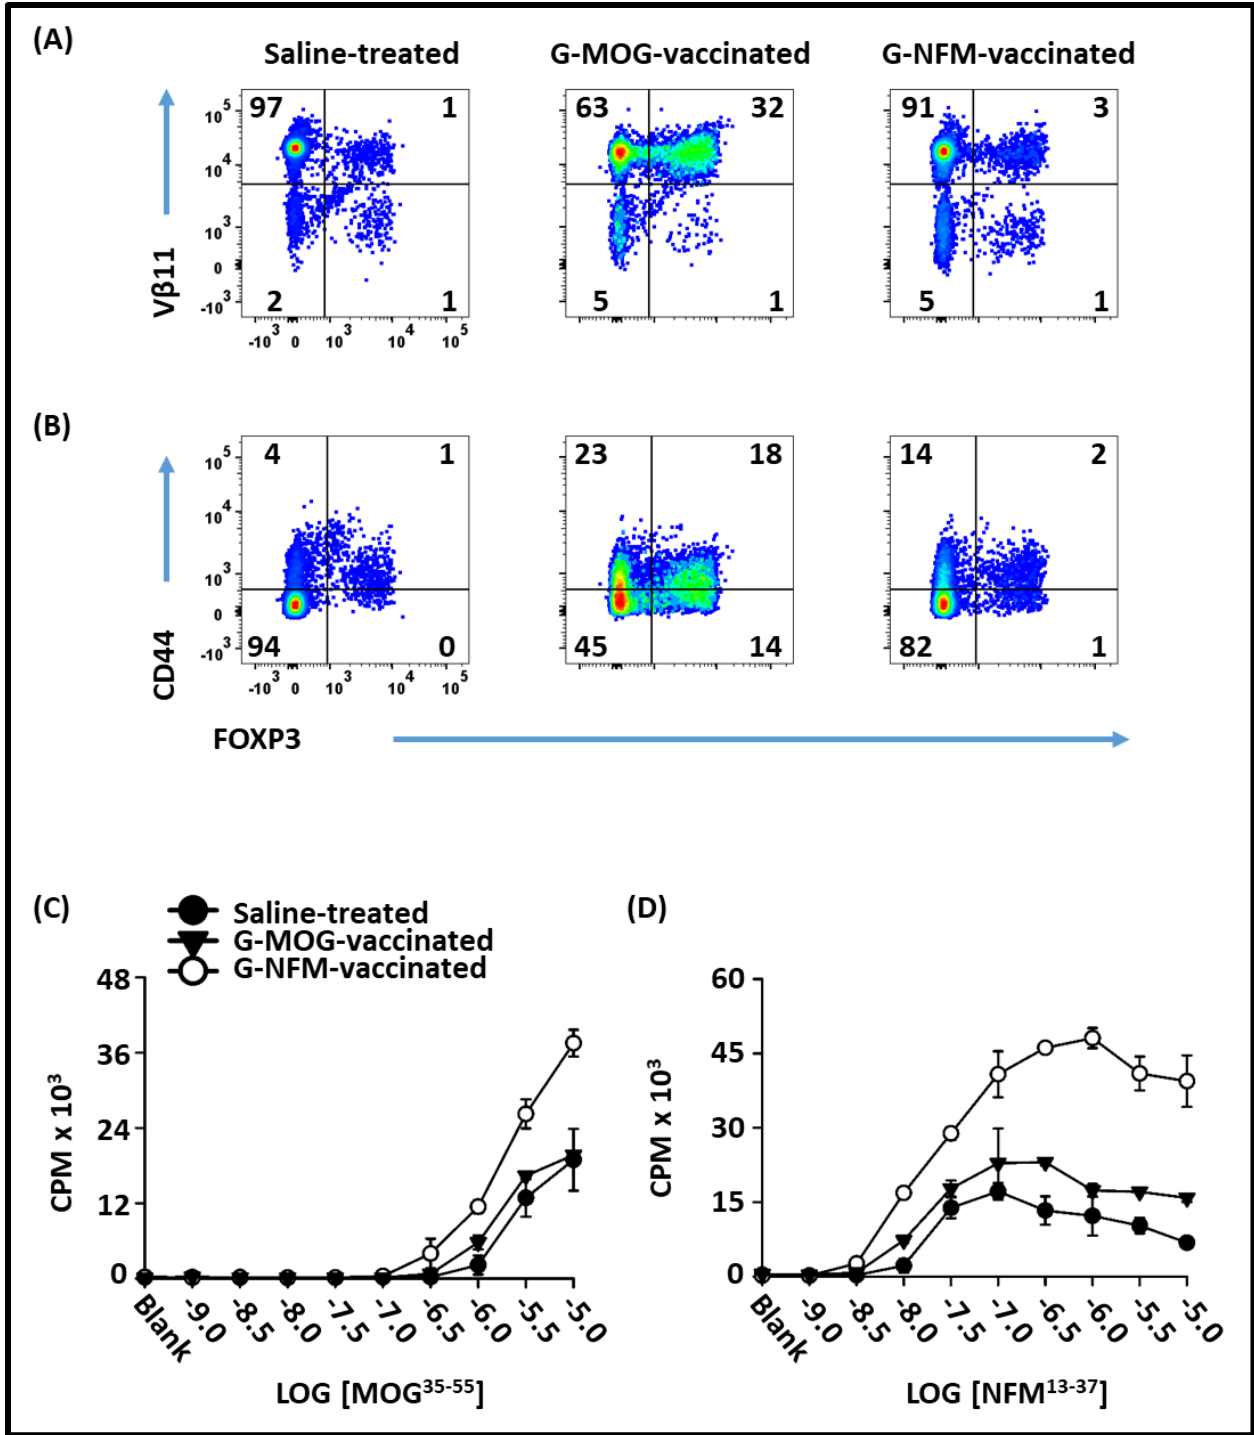 (A)
Saline-treated G-MOG-vaccinated G-NFM-vaccinated
Vβ11
10^5
10^4
10^3
0
-10^3
97 1
2 1
63 32
5 1
91 3
5 1
-10^3 0 10^3 10^4 10^5
(B)
CD44
10^5
10^4
10^3
0
-10^3
4 1
94 0
23 18
45 14
14 2
82 1
-10^3 0 10^3 10^4 10^5
FOXP3
(C)
Saline-treated
G-MOG-vaccinated
G-NFM-vaccinated
CPM x 10^3
48
36
24
12
0
Blank -9.0 -8.5 -8.0 -7.5 -7.0 -6.5 -6.0 -5.5 -5.0
LOG [MOG^35-55]
(D)
CPM x 10^3
60
45
30
15
0
Blank -9.0 -8.5 -8.0 -7.5 -7.0 -6.5 -6.0 -5.5 -5.0
LOG [NFM^13-37]